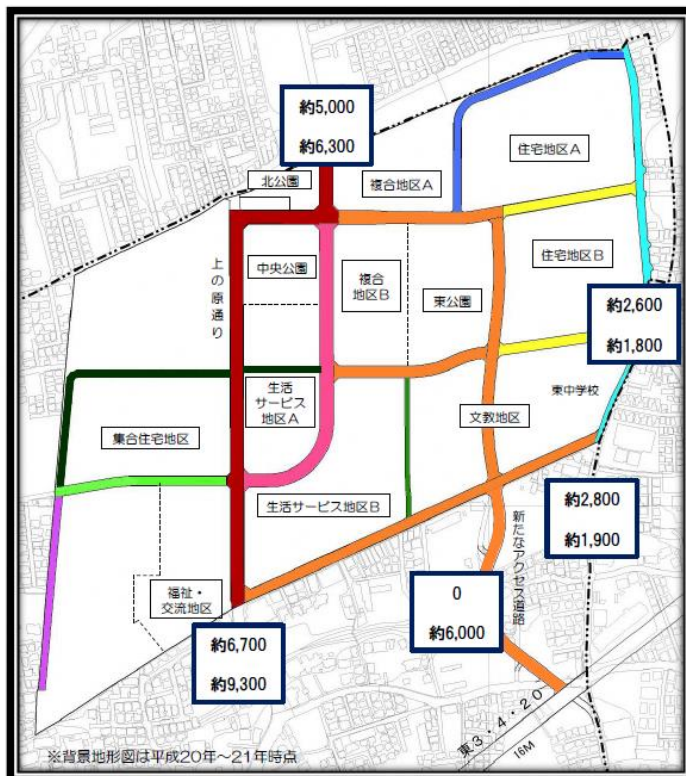 約5,000
約6,300
北公園
複合地区A
住宅地区A
上の原通り
中央公園
複合
地区B
東公園
住宅地区B
約2,600
約1,800
生活
サービス
地区A
東中学校
文教地区
集合住宅地区
生活サービス地区B
約2,800
約1,900
新たなアクセス道路
福祉・
交流地区
0
約6,000
約6,700
約9,300
東3・4・20
16M
※背景地形図は平成20年～21年時点